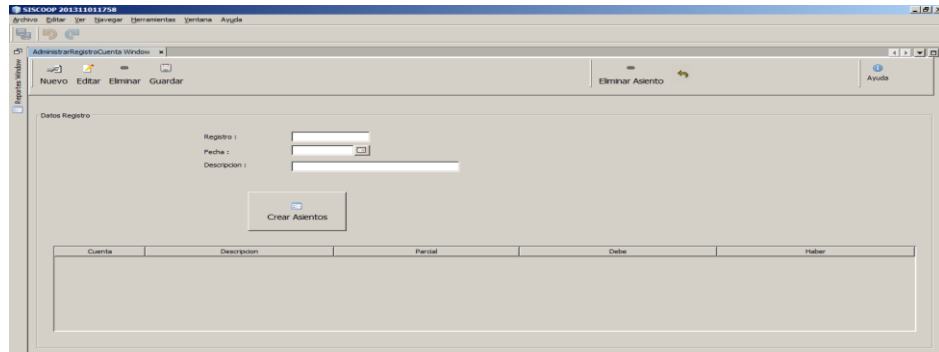 SISCOOP 201311011758
Archivo Editar Ver Navegar Herramientas Ventana Ayuda
AdministrarRegistroCuenta Window
Reportes Window
Nuevo Editar Eliminar Guardar Eliminar Asiento Ayuda
Datos Registro
Registro :
Fecha :
Descripcion :
Crear Asientos
Cuenta Descripcion Parcial Debe Haber